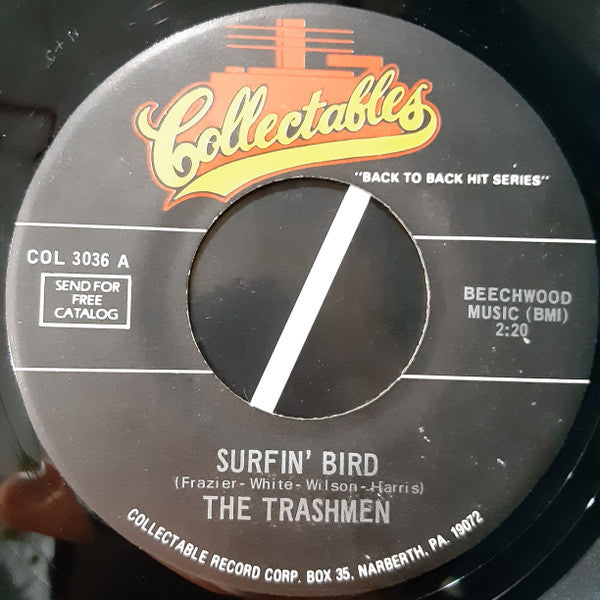 Collectables
"BACK TO BACK HIT SERIES"
COL 3036 A
SEND FOR
FREE
CATALOG
BEECHWOOD
MUSIC (BMI)
2:20
SURFIN' BIRD
(Frazier - White - Wilson - Harris)
THE TRASHMEN
COLLECTABLE RECORD CORP. BOX 35, NARBERTH, PA. 19072